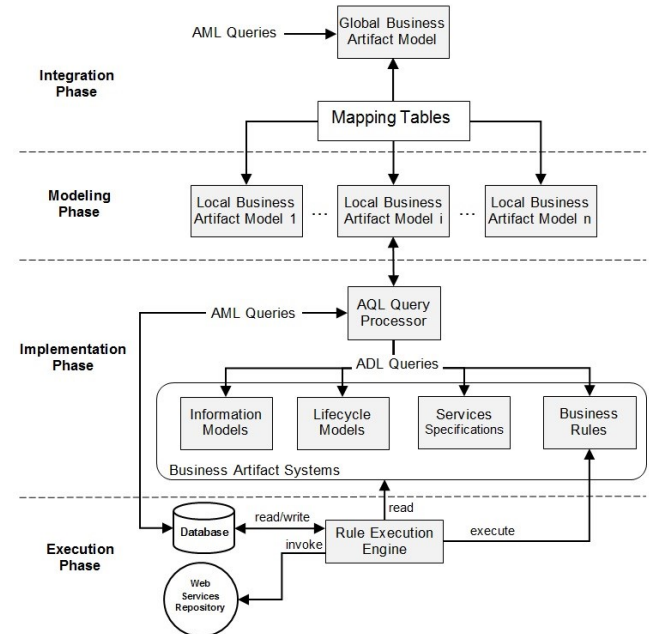 AML Queries
Global Business
Artifact Model
Integration
Phase
Mapping Tables
Modeling
Phase
Local Business
Artifact Model 1
...
Local Business
Artifact Model i
...
Local Business
Artifact Model n
AML Queries
AQL Query
Processor
Implementation
Phase
ADL Queries
Information
Models
Lifecycle
Models
Services
Specifications
Business
Rules
Business Artifact Systems
Execution
Phase
Database
read/write
read
Rule Execution
Engine
execute
invoke
Web
Services
Repository